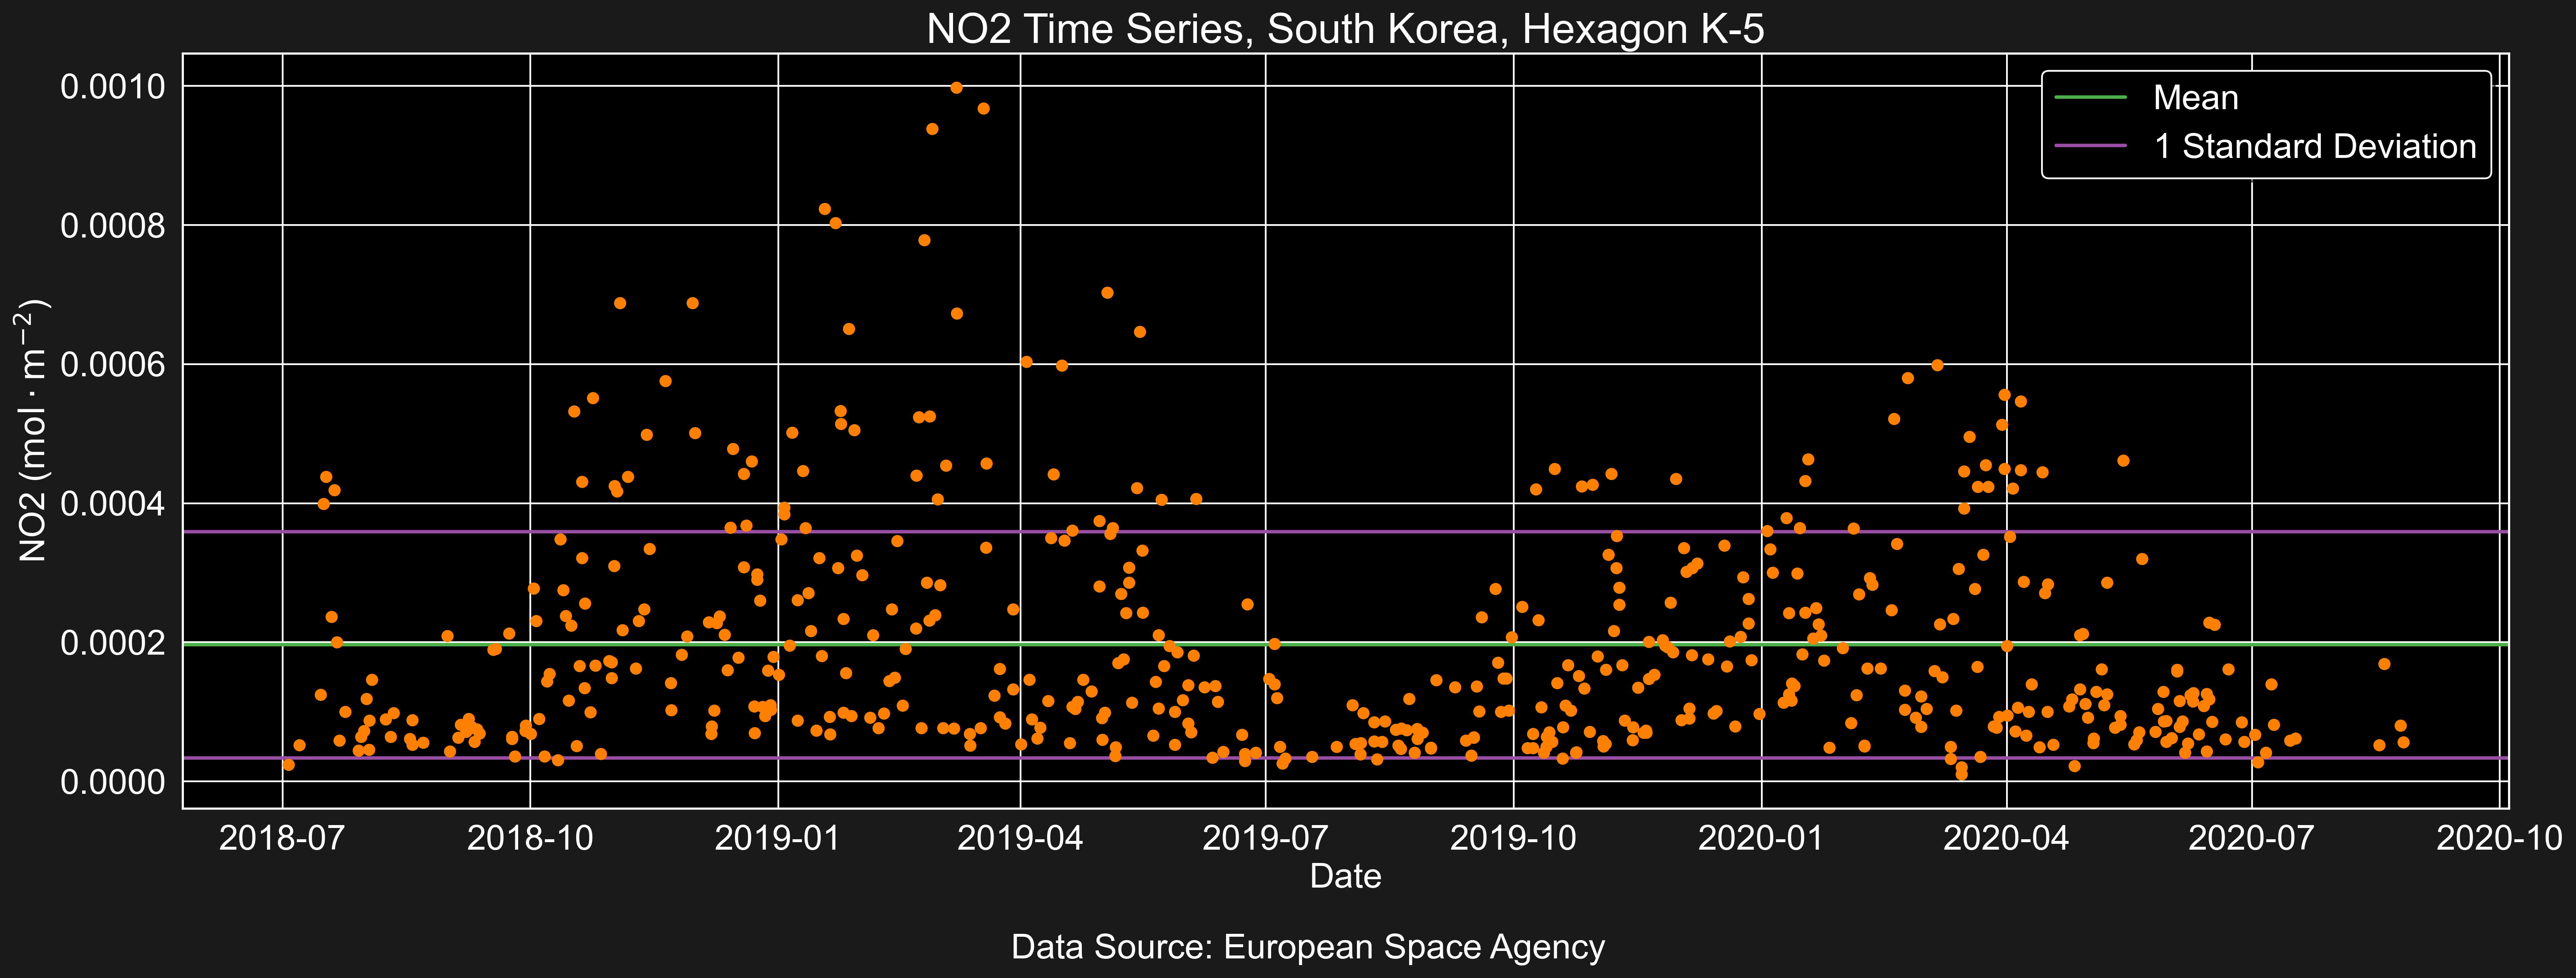 NO2 Time Series, South Korea, Hexagon K-5
Mean
1 Standard Deviation
NO2 (mol · m⁻²)
0.0010
0.0008
0.0006
0.0004
0.0002
0.0000
2018-07 2018-10 2019-01 2019-04 2019-07 2019-10 2020-01 2020-04 2020-07 2020-10
Date
Data Source: European Space Agency